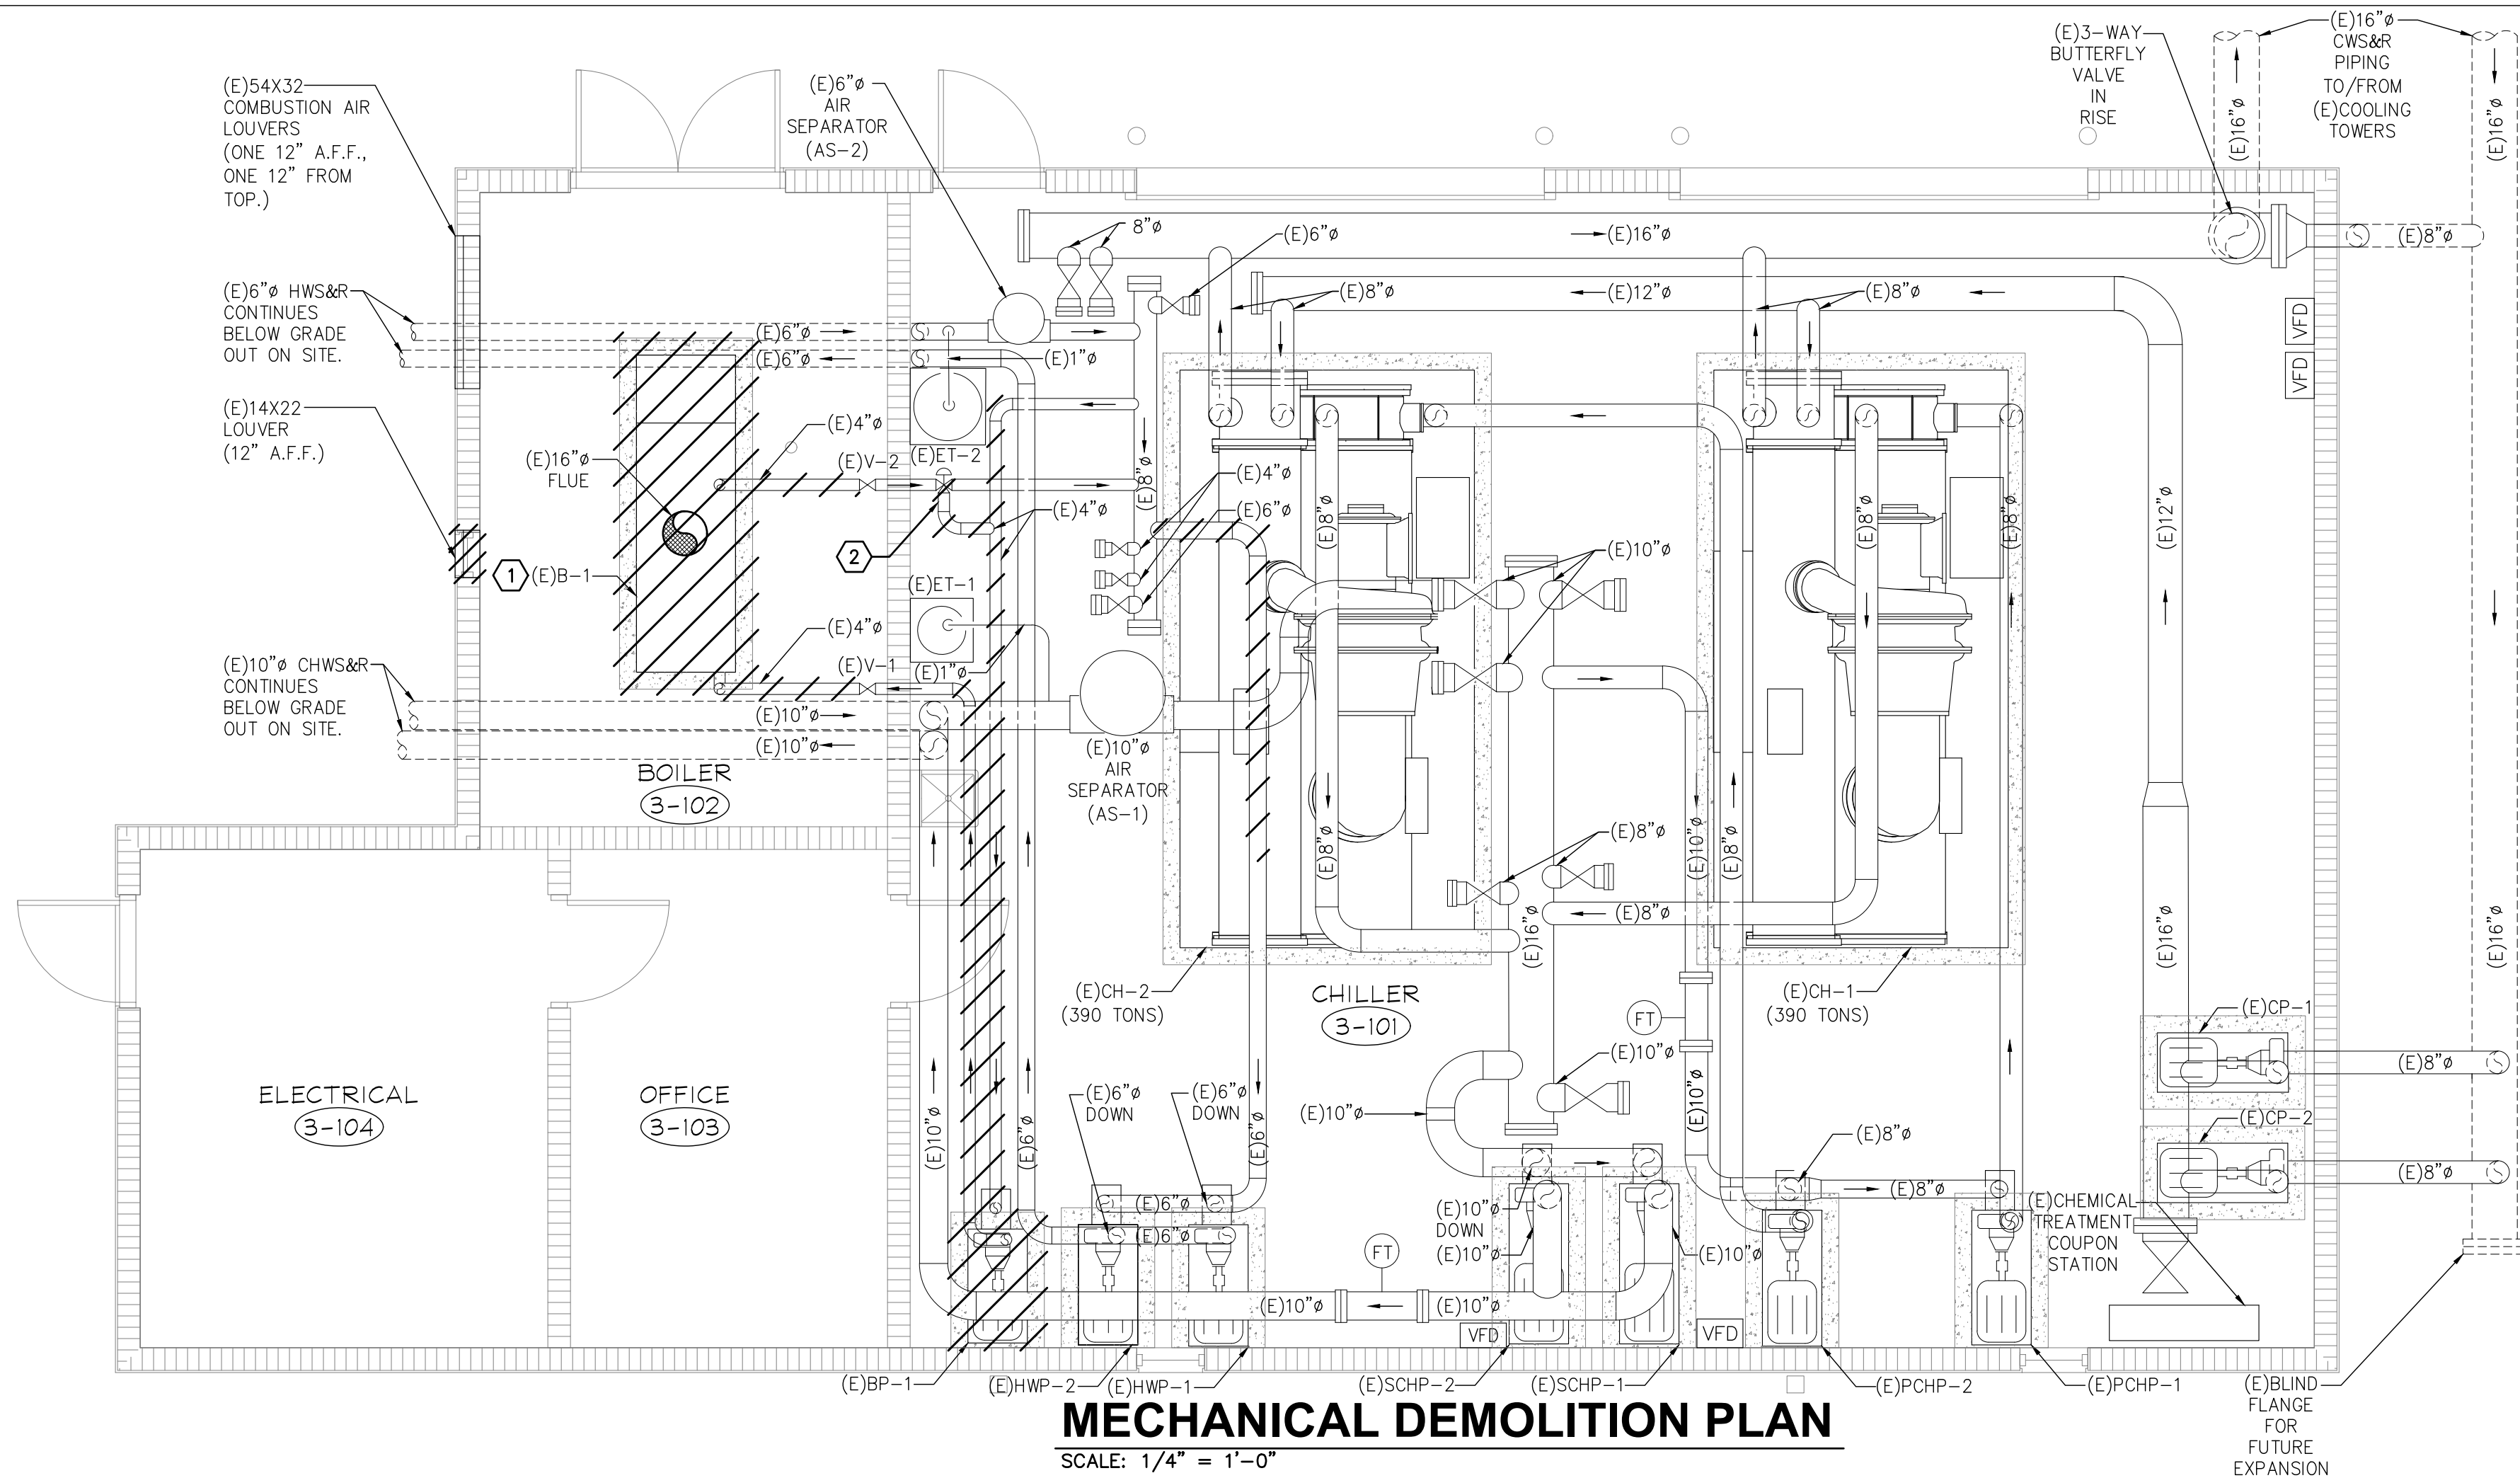 (E)54X32
COMBUSTION AIR
LOUVERS
(ONE 12" A.F.F.,
ONE 12" FROM
TOP.)
(E)6"ø
AIR
SEPARATOR
(AS-2)
(E)3-WAY
BUTTERFLY
VALVE
IN
RISE
(E)16"ø
CWS&R
PIPING
TO/FROM
(E)COOLING
TOWERS
(E)16"ø
(E)16"ø
8"ø
(E)6"ø
(E)16"ø
(E)8"ø
(E)6"ø HWS&R
CONTINUES
BELOW GRADE
OUT ON SITE.
(E)6"ø
(E)6"ø
(E)1"ø
(E)8"ø
(E)12"ø
(E)8"ø
VFD
VFD
(E)14X22
LOUVER
(12" A.F.F.)
(E)16"ø
FLUE
(E)4"ø
(E)V-2
(E)ET-2
(E)8"ø
(E)4"ø
(E)6"ø
(E)4"ø
(E)8"ø
(E)8"ø
(E)8"ø
(E)12"ø
1
(E)B-1
2
(E)ET-1
(E)10"ø
(E)4"ø
(E)V-1
(E)1"ø
(E)10"ø CHWS&R
CONTINUES
BELOW GRADE
OUT ON SITE.
(E)10"ø
(E)10"ø
(E)10"ø
AIR
SEPARATOR
(AS-1)
BOILER
3-102
(E)8"ø
(E)8"ø
(E)10"ø
(E)8"ø
(E)8"ø
(E)16"ø
(E)16"ø
(E)16"ø
(E)CH-2
(390 TONS)
CHILLER
3-101
FT
(E)CH-1
(390 TONS)
(E)CP-1
(E)10"ø
(E)8"ø
ELECTRICAL
3-104
OFFICE
3-103
(E)10"ø
(E)6"ø
(E)6"ø
DOWN
(E)6"ø
DOWN
(E)6"ø
(E)10"ø
(E)10"ø
(E)8"ø
(E)CP-2
(E)8"ø
(E)6"ø
(E)6"ø
(E)10"ø
DOWN
(E)10"ø
(E)10"ø
(E)8"ø
(E)CHEMICAL
TREATMENT
COUPON
STATION
FT
(E)10"ø
(E)10"ø
VFD
VFD
(E)BP-1
(E)HWP-2
(E)HWP-1
(E)SCHP-2
(E)SCHP-1
(E)PCHP-2
(E)PCHP-1
(E)BLIND
FLANGE
FOR
FUTURE
EXPANSION
MECHANICAL DEMOLITION PLAN
SCALE: 1/4" = 1'-0"